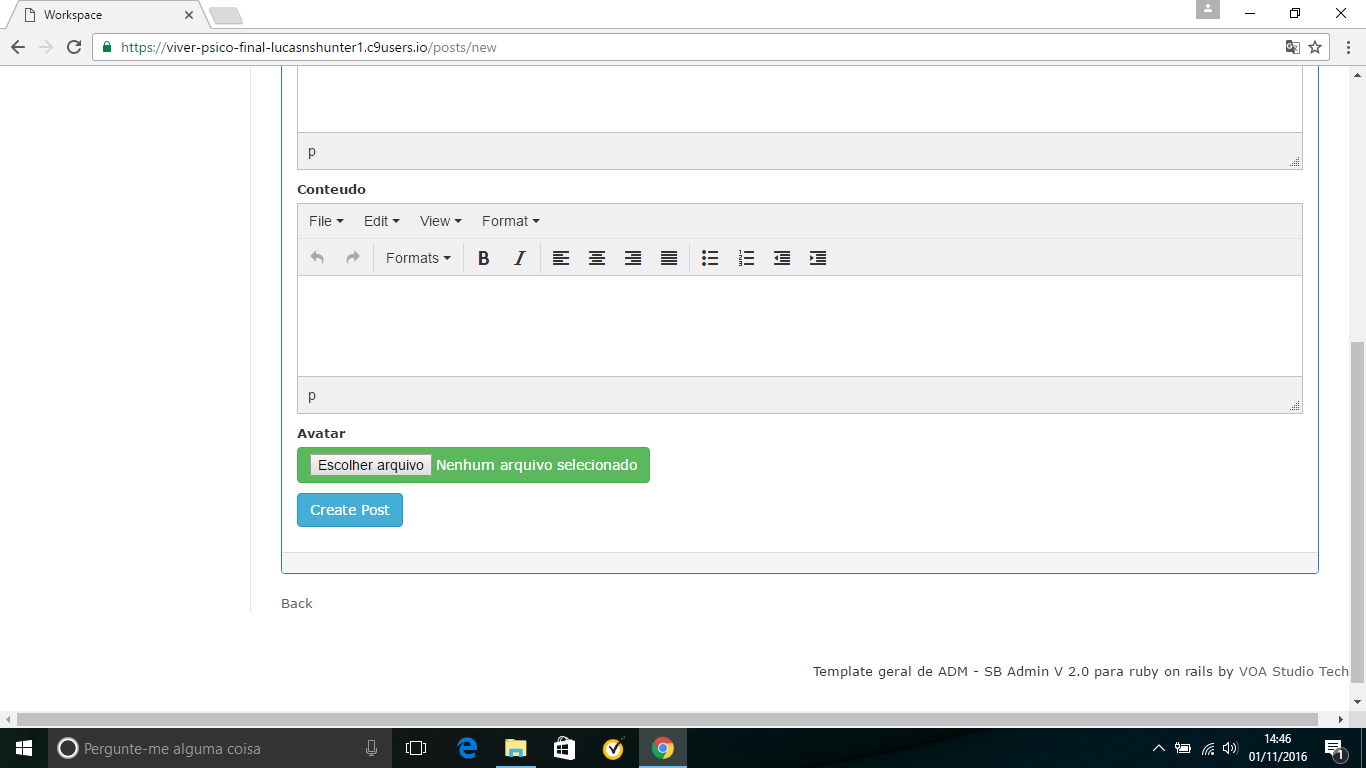 Workspace
https://viver-psico-final-lucasnshunter1.c9users.io/posts/new
p
Conteudo
File Edit View Format
Formats B I
p
Avatar
Escolher arquivo Nenhum arquivo selecionado
Create Post
Back
Template geral de ADM - SB Admin V 2.0 para ruby on rails by VOA Studio Tech
Pergunte-me alguma coisa
14:46
01/11/2016
1